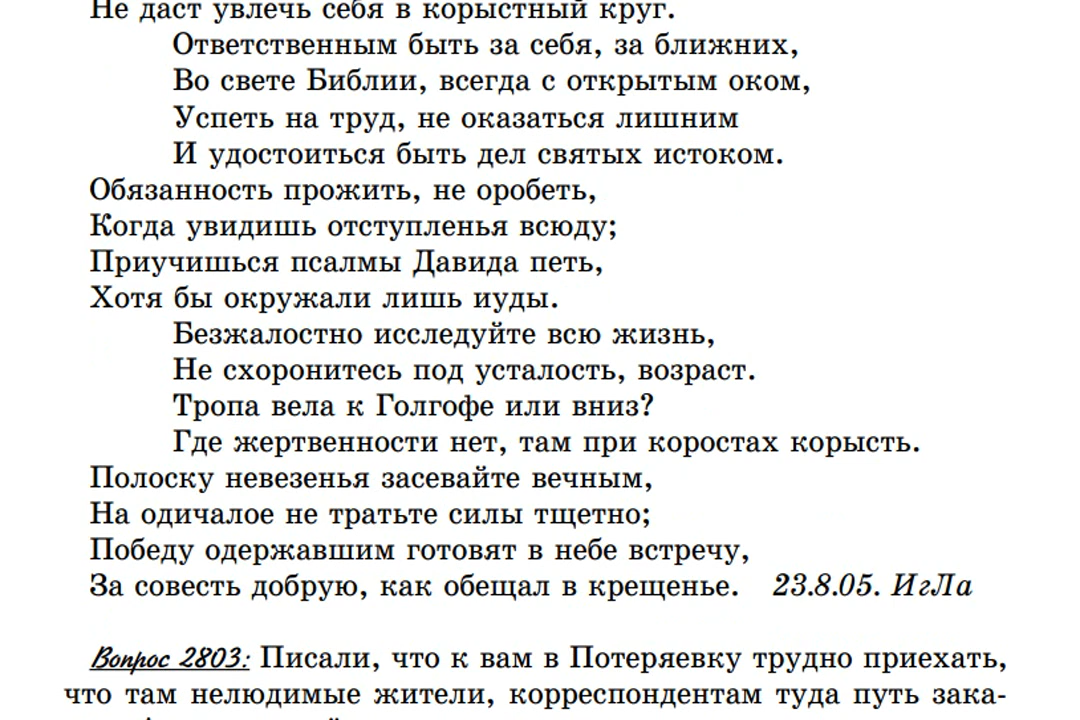 Не даст увлечь себя в корыстный круг.
Ответственным быть за себя, за ближних,
Во свете Библии, всегда с открытым оком,
Успеть на труд, не оказаться лишним
И удостоиться быть дел святых истоком.
Обязанность прожить, не оробеть,
Когда увидишь отступленья всюду;
Приучишься псалмы Давида петь,
Хотя бы окружали лишь иуды.
Безжалостно исследуйте всю жизнь,
Не схоронитесь под усталость, возраст.
Тропа вела к Голгофе или вниз?
Где жертвенности нет, там при коростах корысть.
Полоску невезенья засевайте вечным,
На одичалое не тратьте силы тщетно;
Победу одержавшим готовят в небе встречу,
За совесть добрую, как обещал в крещенье. 23.8.05. ИгЛа
Вопрос 2803: Писали, что к вам в Потеряевку трудно приехать,
что там нелюдимые жители, корреспондентам туда путь зака-